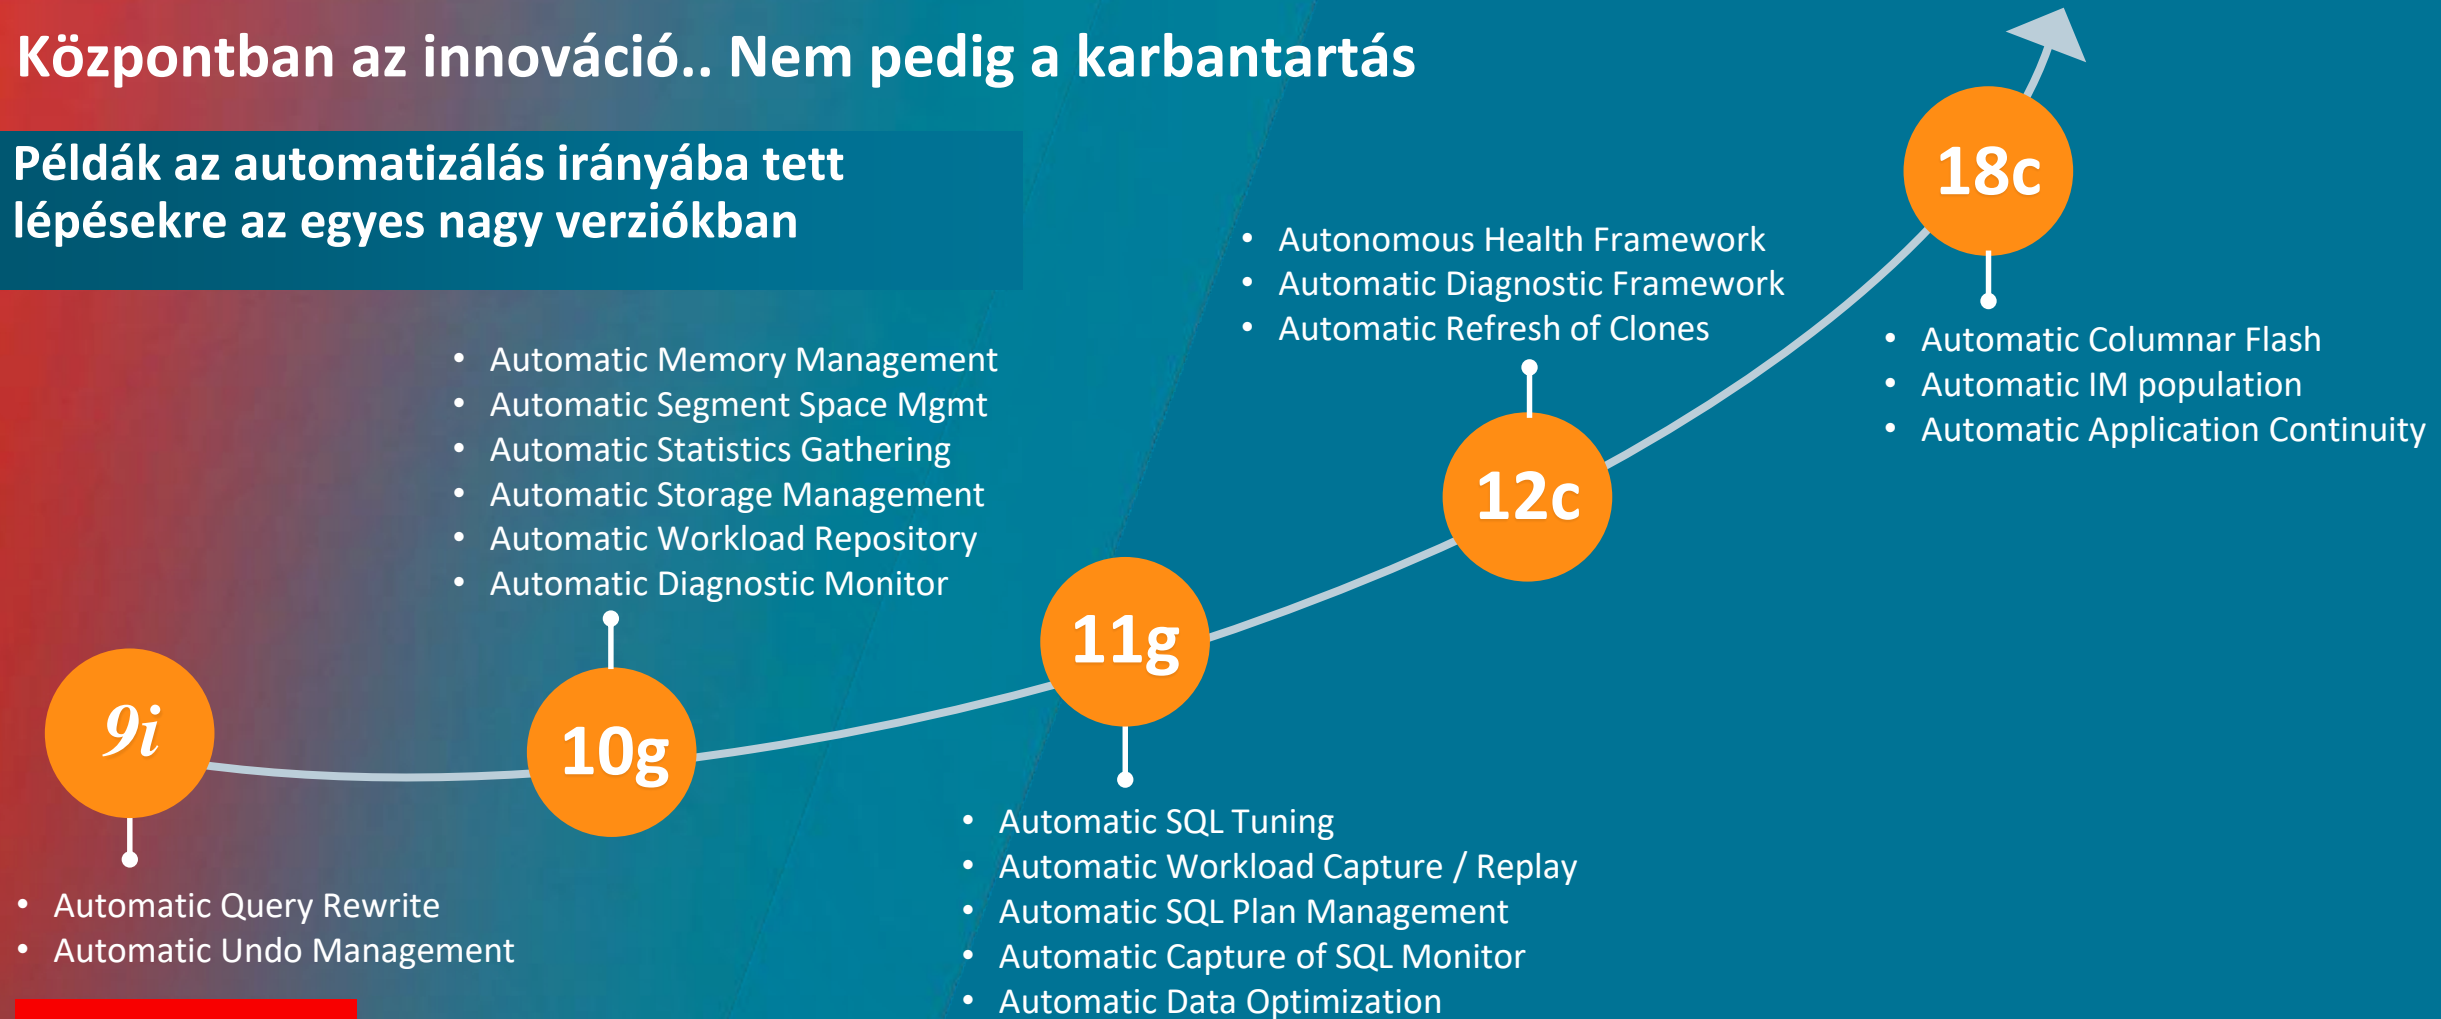 Központban az innováció.. Nem pedig a karbantartás
Példák az automatizálás irányába tett
lépésekre az egyes nagy verziókban
9i
• Automatic Query Rewrite
• Automatic Undo Management
• Automatic Memory Management
• Automatic Segment Space Mgmt
• Automatic Statistics Gathering
• Automatic Storage Management
• Automatic Workload Repository
• Automatic Diagnostic Monitor
10g
11g
• Automatic SQL Tuning
• Automatic Workload Capture / Replay
• Automatic SQL Plan Management
• Automatic Capture of SQL Monitor
• Automatic Data Optimization
• Autonomous Health Framework
• Automatic Diagnostic Framework
• Automatic Refresh of Clones
12c
18c
• Automatic Columnar Flash
• Automatic IM population
• Automatic Application Continuity